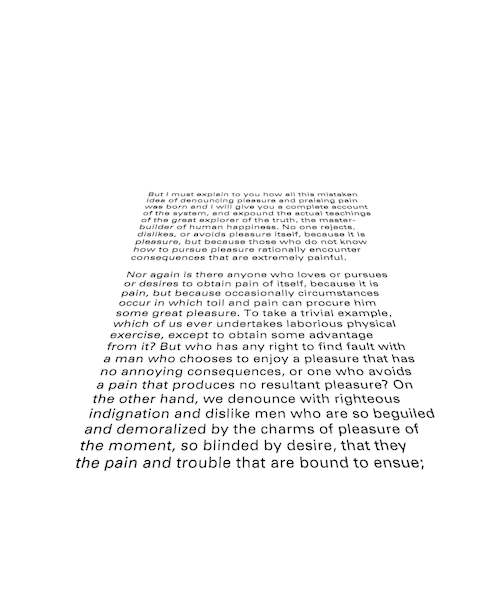 But I must explain to you how all this mistaken
idea of denouncing pleasure and praising pain
was born and I will give you a complete account
of the system, and expound the actual teachings
of the great explorer of the truth, the master-
builder of human happiness. No one rejects,
dislikes, or avoids pleasure itself, because it is
pleasure, but because those who do not know
how to pursue pleasure rationally encounter
consequences that are extremely painful.
Nor again is there anyone who loves or pursues
or desires to obtain pain of itself, because it is
pain, but because occasionally circumstances
occur in which toil and pain can procure him
some great pleasure. To take a trivial example,
which of us ever undertakes laborious physical
exercise, except to obtain some advantage
from it? But who has any right to find fault with
a man who chooses to enjoy a pleasure that has
no annoying consequences, or one who avoids
a pain that produces no resultant pleasure? On
the other hand, we denounce with righteous
indignation and dislike men who are so beguiled
and demoralized by the charms of pleasure of
the moment, so blinded by desire, that they
the pain and trouble that are bound to ensue;